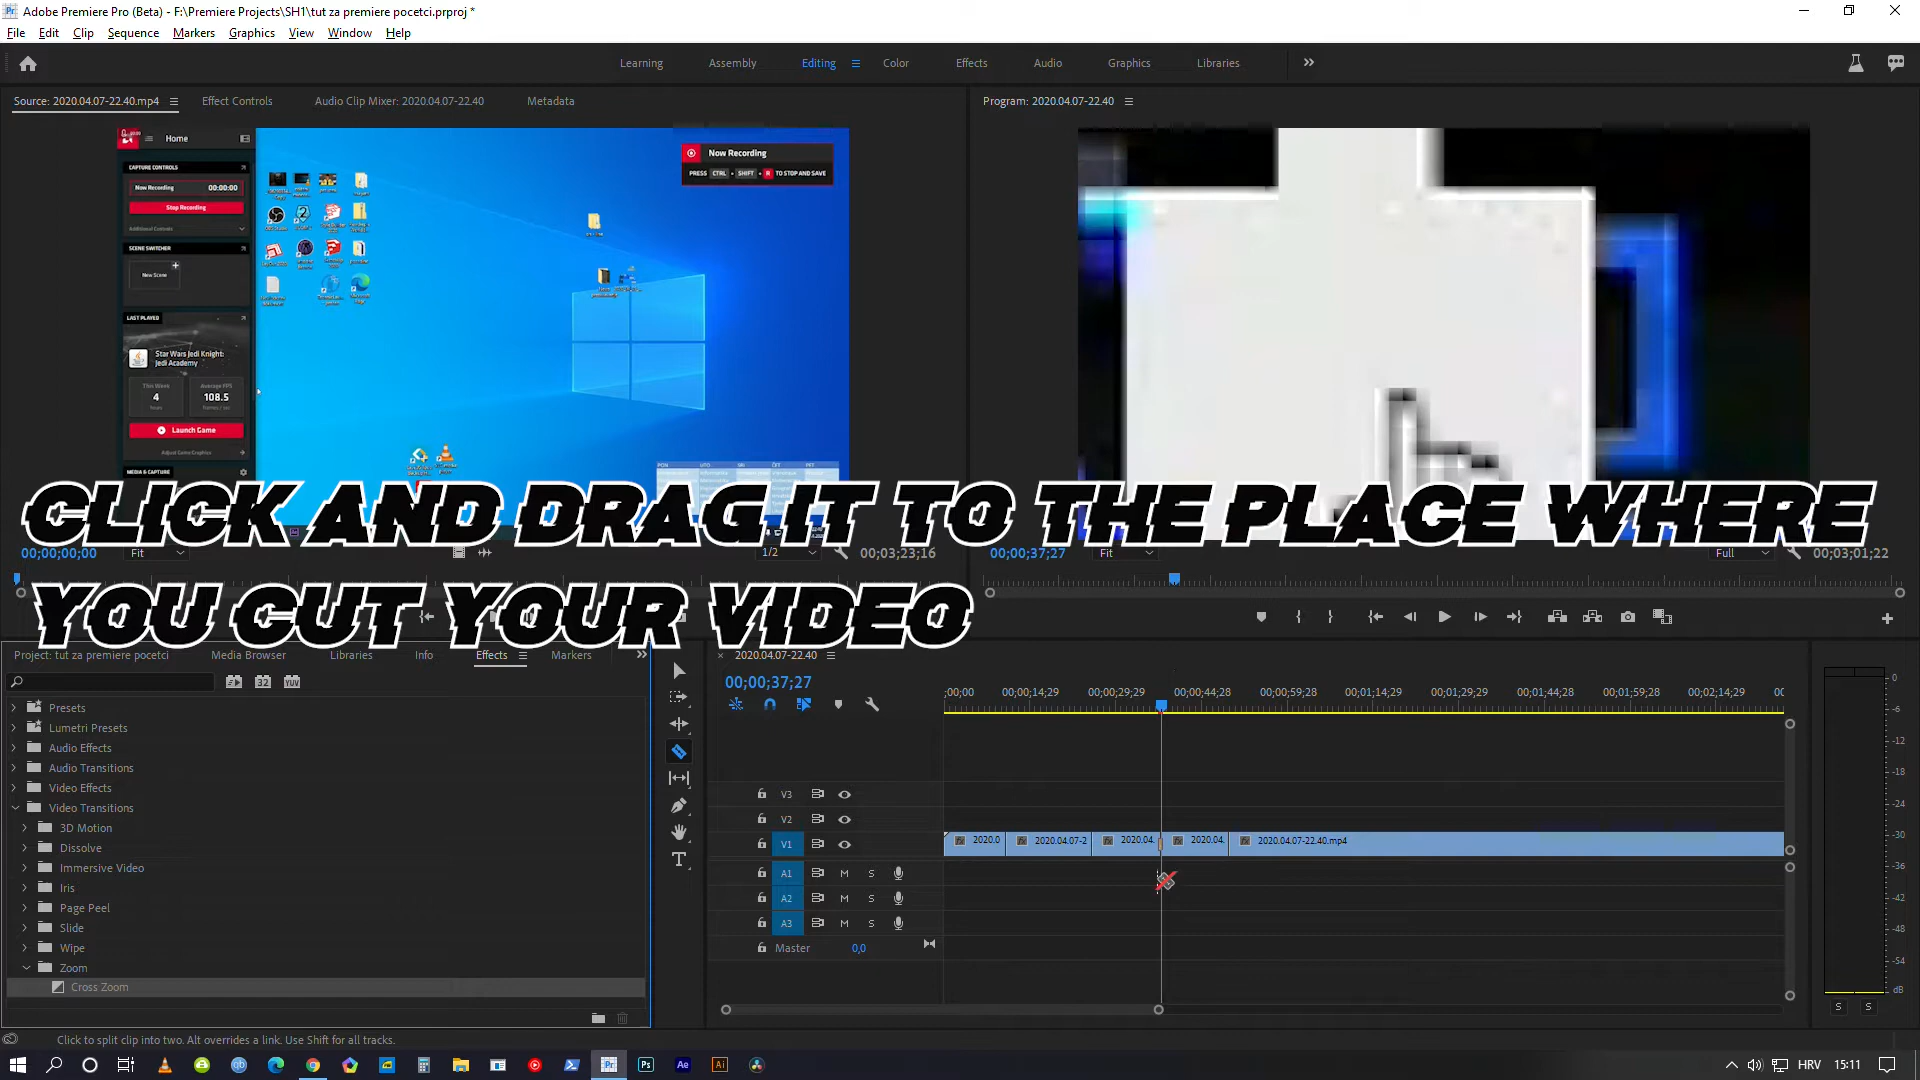 Adobe Premiere Pro (Beta) - F:\Premiere Projects\SH1\tut za premiere pocetci.prproj *
File Edit Clip Sequence Markers Graphics View Window Help
Learning Assembly Editing Color Effects Audio Graphics Libraries
Source: 2020.04.07-22.40.mp4 Effect Controls Audio Clip Mixer: 2020.04.07-22.40 Metadata
Program: 2020.04.07-22.40
Home
CAPTURE CONTROLS
Now Recording 00:00:00
Stop Recording
Additional Controls
SCENE SWITCHER
New Scene
LAST PLAYED
Star Wars Jedi Knight:
Jedi Academy
This Week Average FPS
4 108.5
hours
Launch Game
Adjust Game Graphics
MEDIA & CAPTURE
Now Recording
PRESS CTRL + SHIFT + R TO STOP AND SAVE
CLICK AND DRAG IT TO THE PLACE WHERE
YOU CUT YOUR VIDEO
00;00;00;00 Fit 1/2 00;03;23;16
00;00;37;27 Fit Full 00;03;01;22
Project: tut za premiere pocetci Media Browser Libraries Info Effects Markers
32 YUV
Presets
Lumetri Presets
Audio Effects
Audio Transitions
Video Effects
Video Transitions
3D Motion
Dissolve
Immersive Video
Iris
Page Peel
Slide
Wipe
Zoom
Cross Zoom
2020.04.07-22.40
00;00;37;27
;00;00 00;00;14;29 00;00;29;29 00;00;44;28 00;00;59;28 00;01;14;29 00;01;29;29 00;01;44;28 00;01;59;28 00;02;14;29 00
V3
V2
V1 2020.0 2020.04.07-2 2020.04. 2020.04. 2020.04.07-22.40.mp4
A1 M S
A2 M S
A3 M S
Master 0,0
0
-6
-12
-18
-24
-30
-36
-42
-48
-54
dB
S S
Click to split clip into two. Alt overrides a link. Use Shift for all tracks.
qb Pr Ps Ae Ai HRV 15:11